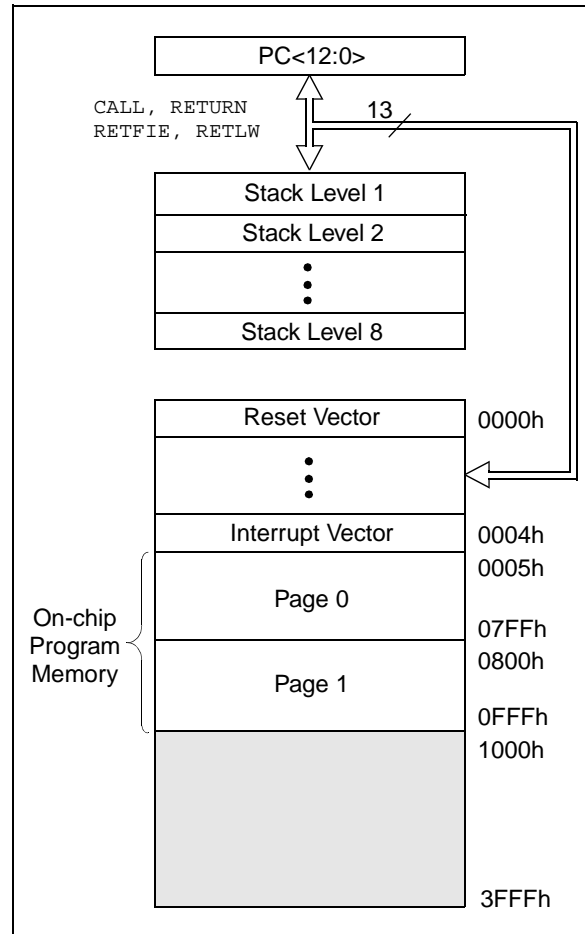 PC<12:0>
CALL, RETURN
RETFIE, RETLW
13
Stack Level 1
Stack Level 2
Stack Level 8
Reset Vector
0000h
Interrupt Vector
0004h
0005h
Page 0
On-chip
Program
Memory
07FFh
0800h
Page 1
0FFFh
1000h
3FFFh